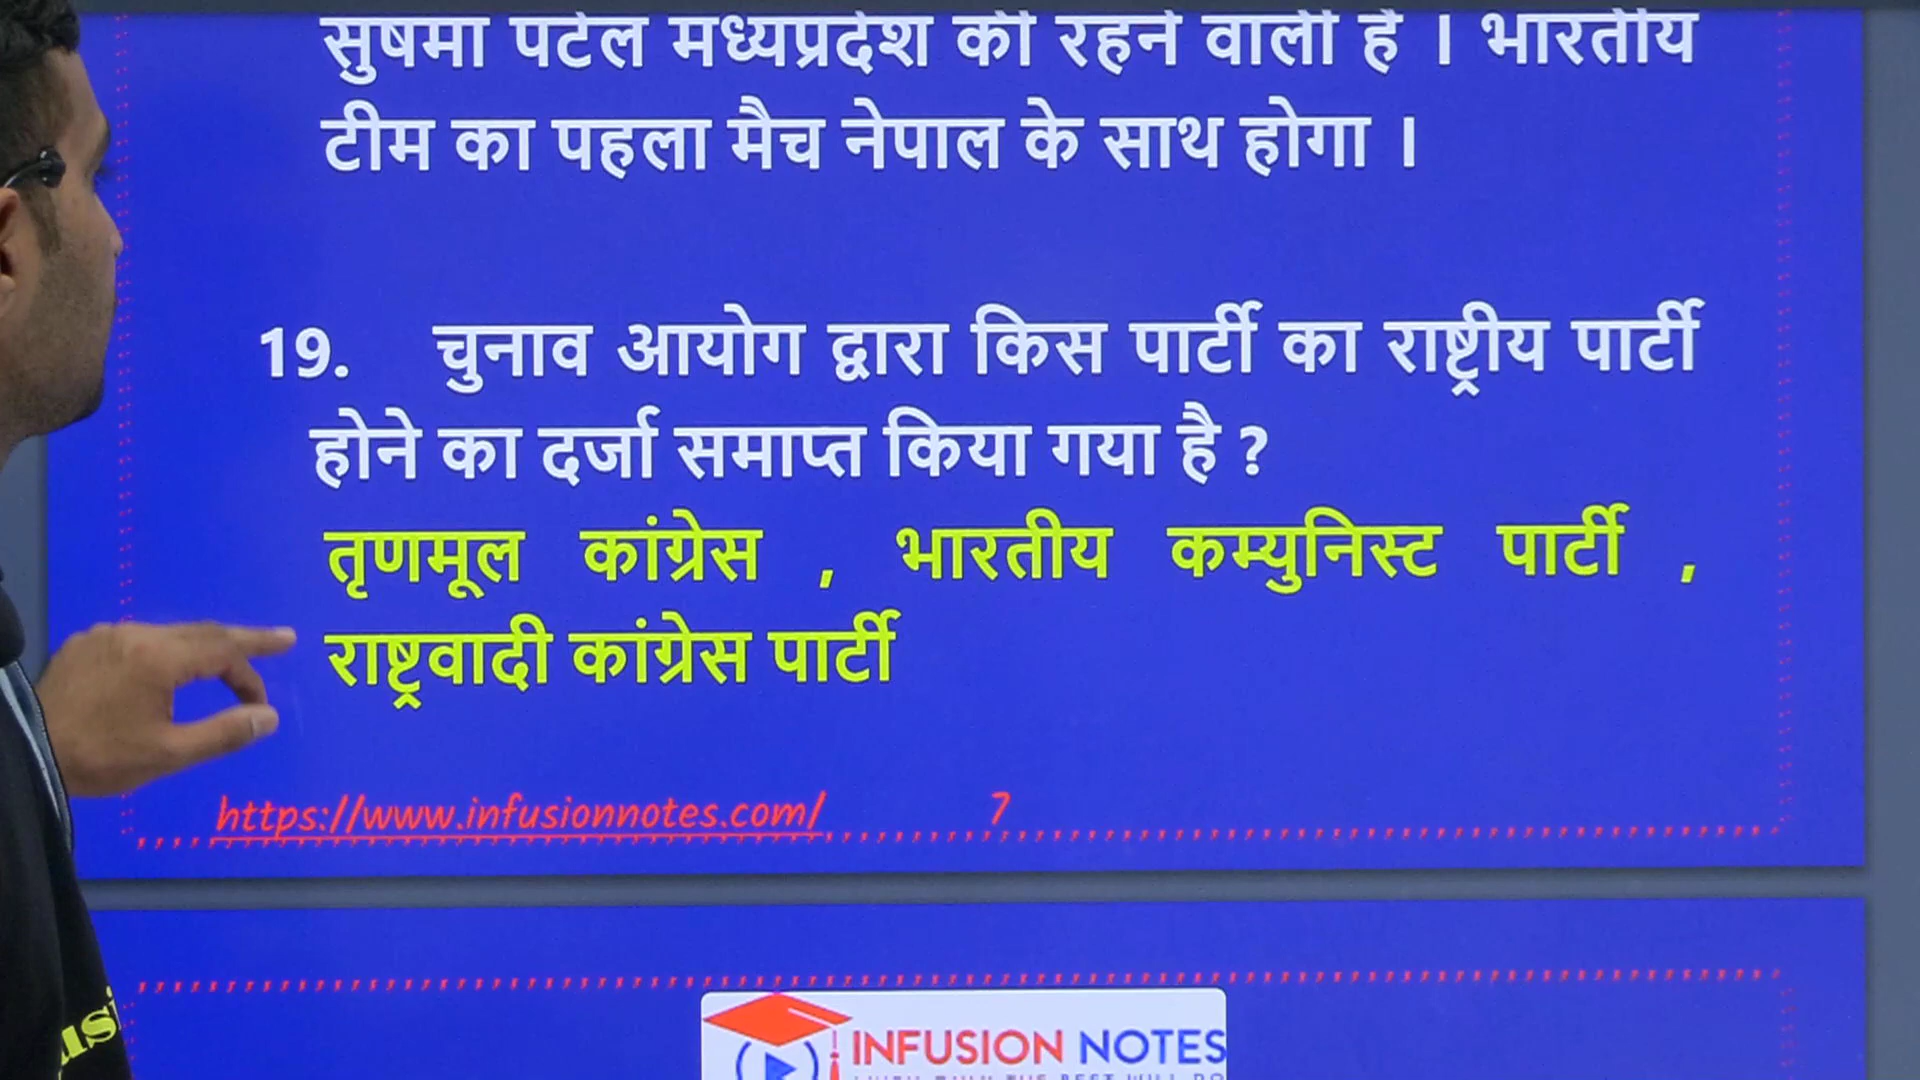 सुषमा पटेल मध्यप्रदेश की रहने वाली है । भारतीय
टीम का पहला मैच नेपाल के साथ होगा ।
19. चुनाव आयोग द्वारा किस पार्टी का राष्ट्रीय पार्टी
होने का दर्जा समाप्त किया गया है ?
तृणमूल कांग्रेस , भारतीय कम्युनिस्ट पार्टी ,
राष्ट्रवादी कांग्रेस पार्टी
https://www.infusionnotes.com/ 7
INFUSION NOTES